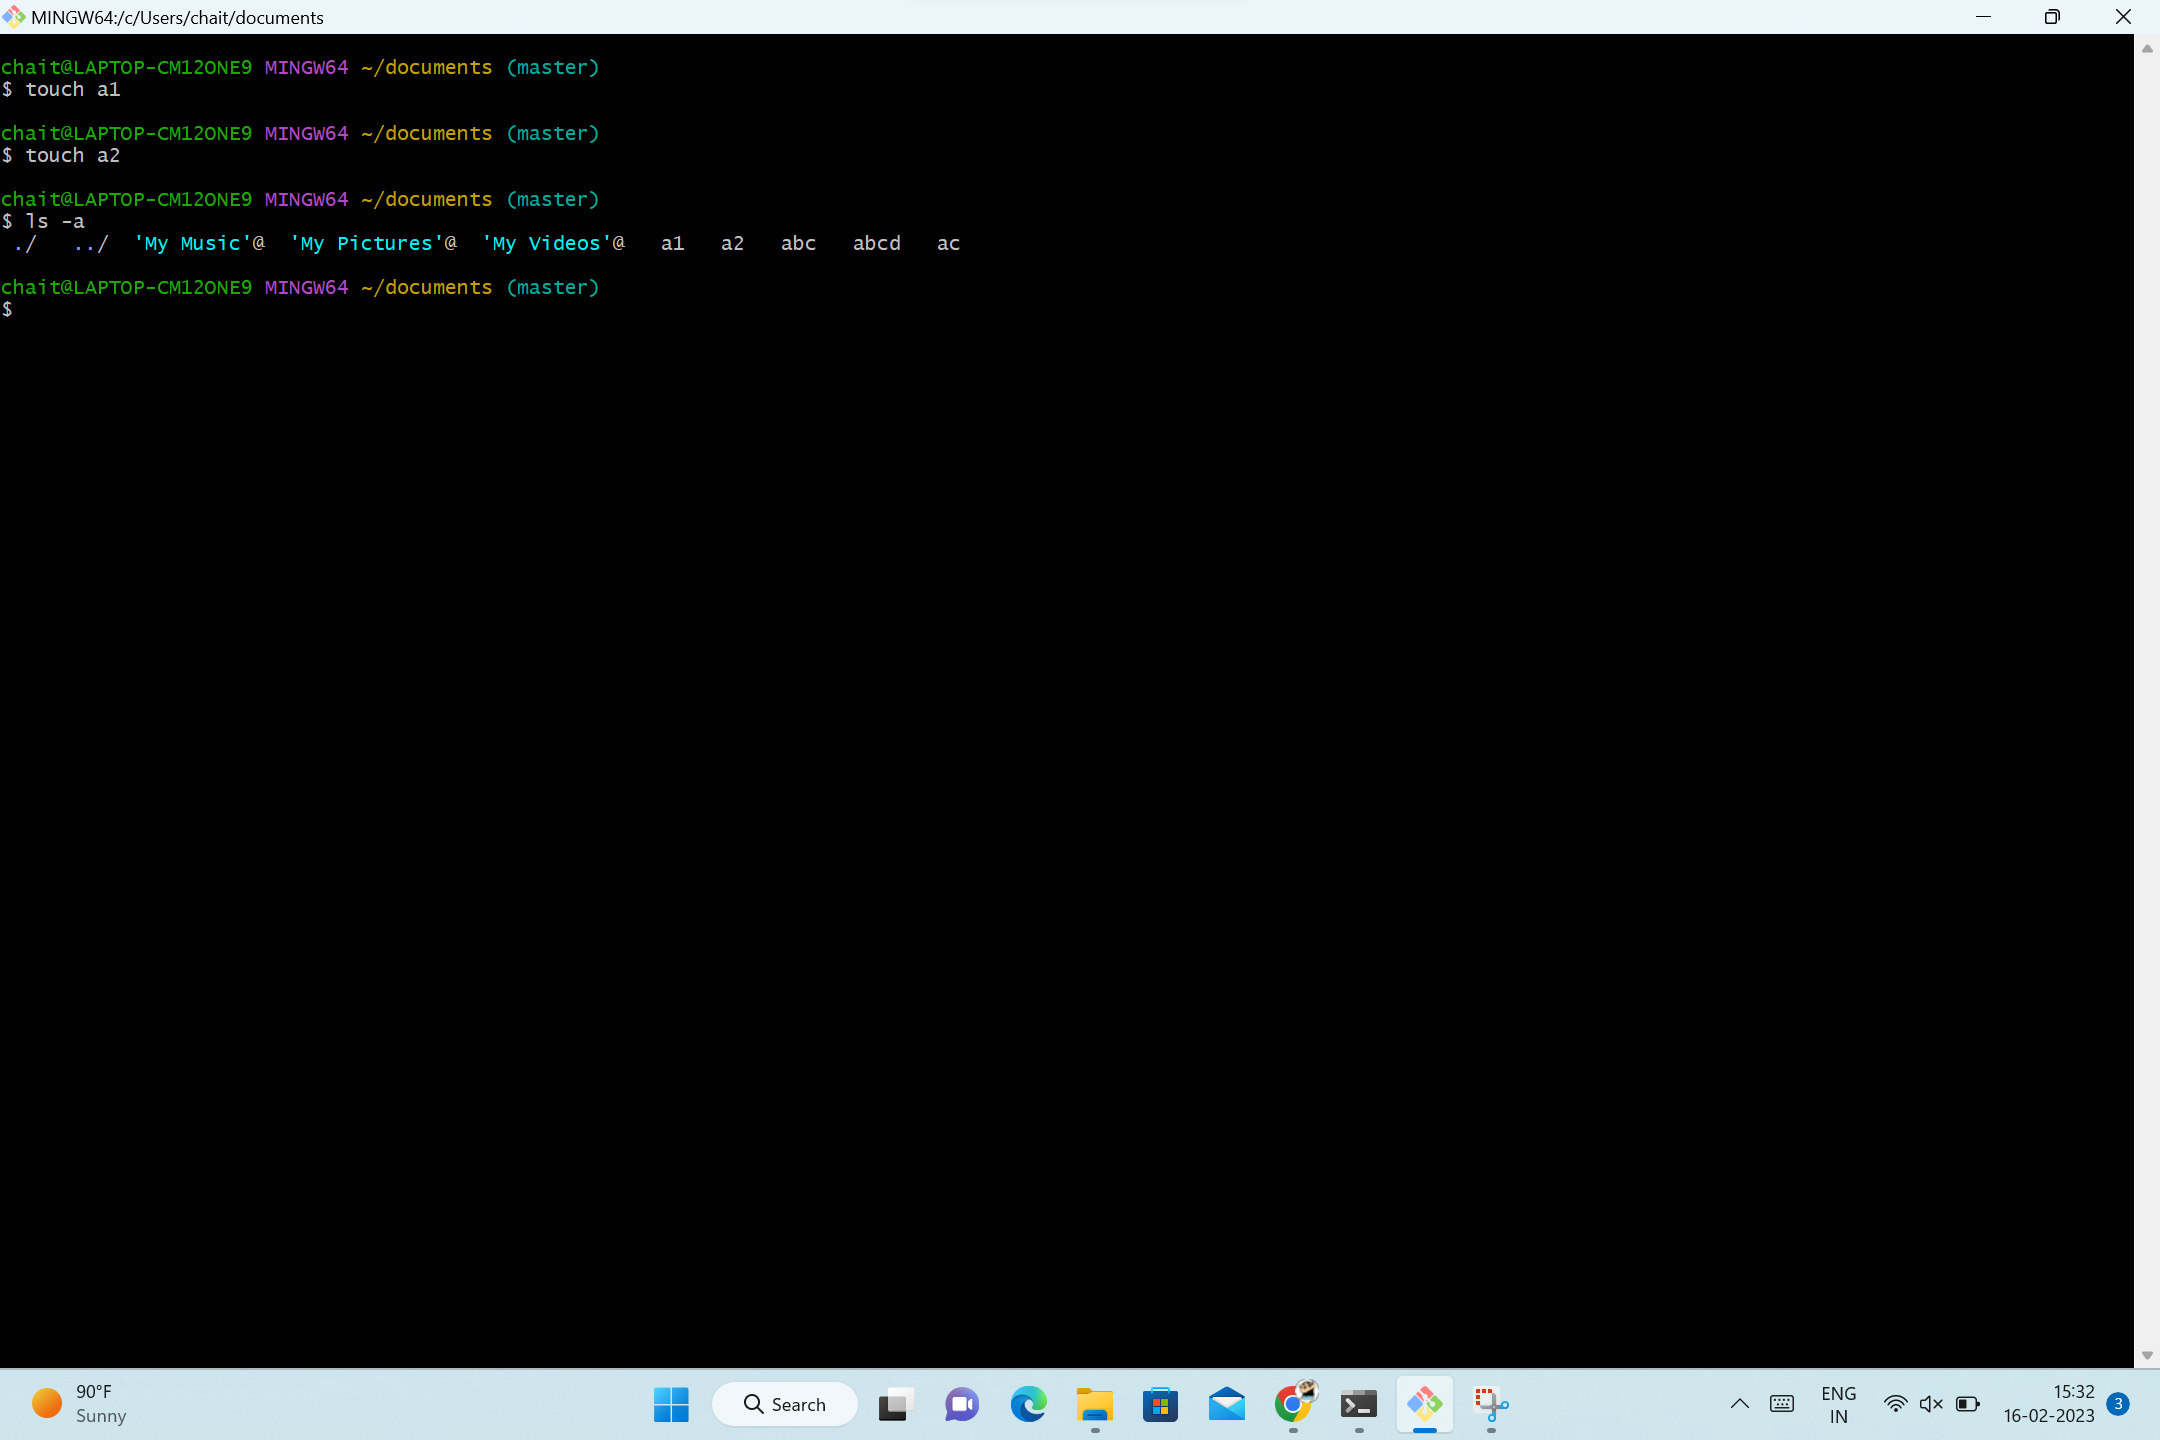 MINGW64:/c/Users/chait/documents
chait@LAPTOP-CM12ONE9 MINGW64 ~/documents (master)
$ touch a1
chait@LAPTOP-CM12ONE9 MINGW64 ~/documents (master)
$ touch a2
chait@LAPTOP-CM12ONE9 MINGW64 ~/documents (master)
$ ls -a
./ ../ 'My Music'@ 'My Pictures'@ 'My Videos'@ a1 a2 abc abcd ac
chait@LAPTOP-CM12ONE9 MINGW64 ~/documents (master)
$
90°F
Sunny
Search
ENG
IN
15:32
16-02-2023
3